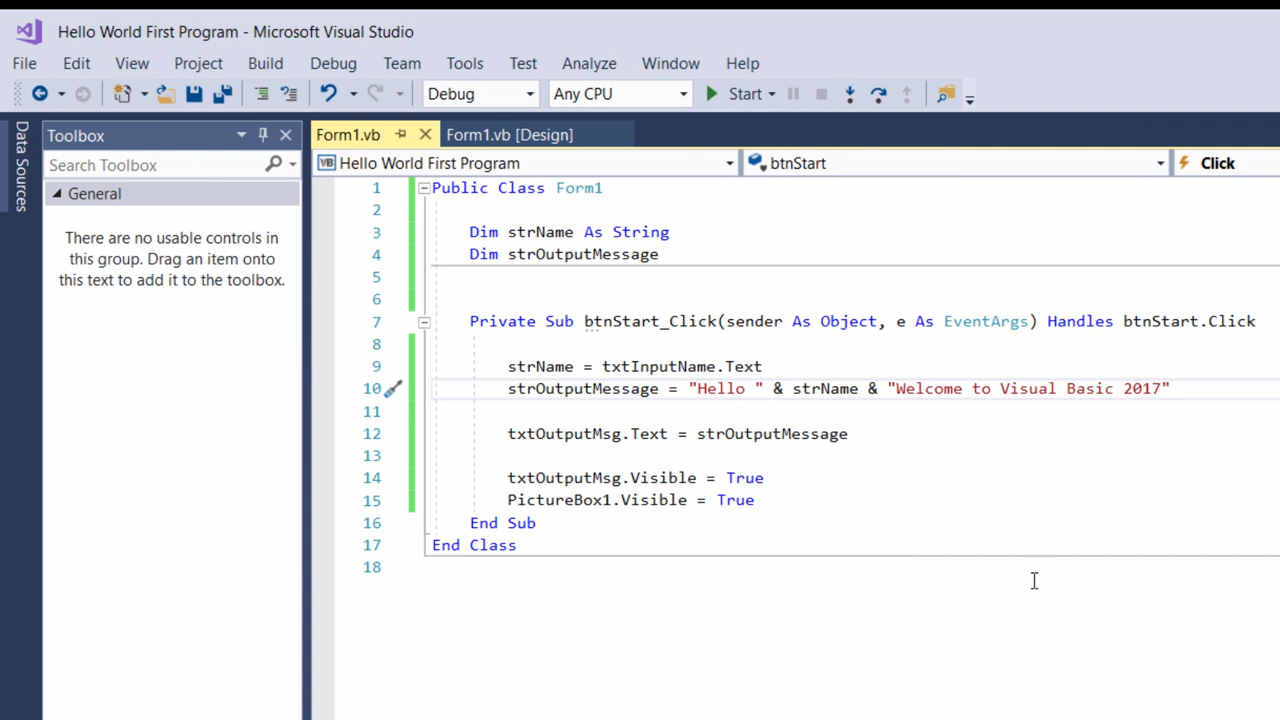 Hello World First Program - Microsoft Visual Studio
File Edit View Project Build Debug Team Tools Test Analyze Window Help
Debug Any CPU Start
Data Sources
Toolbox
Search Toolbox
General
There are no usable controls in
this group. Drag an item onto
this text to add it to the toolbox.
Form1.vb Form1.vb [Design]
VB Hello World First Program btnStart Click
1 Public Class Form1
2
3 Dim strName As String
4 Dim strOutputMessage
5
6
7 Private Sub btnStart_Click(sender As Object, e As EventArgs) Handles btnStart.Click
8
9 strName = txtInputName.Text
10 strOutputMessage = "Hello " & strName & "Welcome to Visual Basic 2017"
11
12 txtOutputMsg.Text = strOutputMessage
13
14 txtOutputMsg.Visible = True
15 PictureBox1.Visible = True
16 End Sub
17 End Class
18